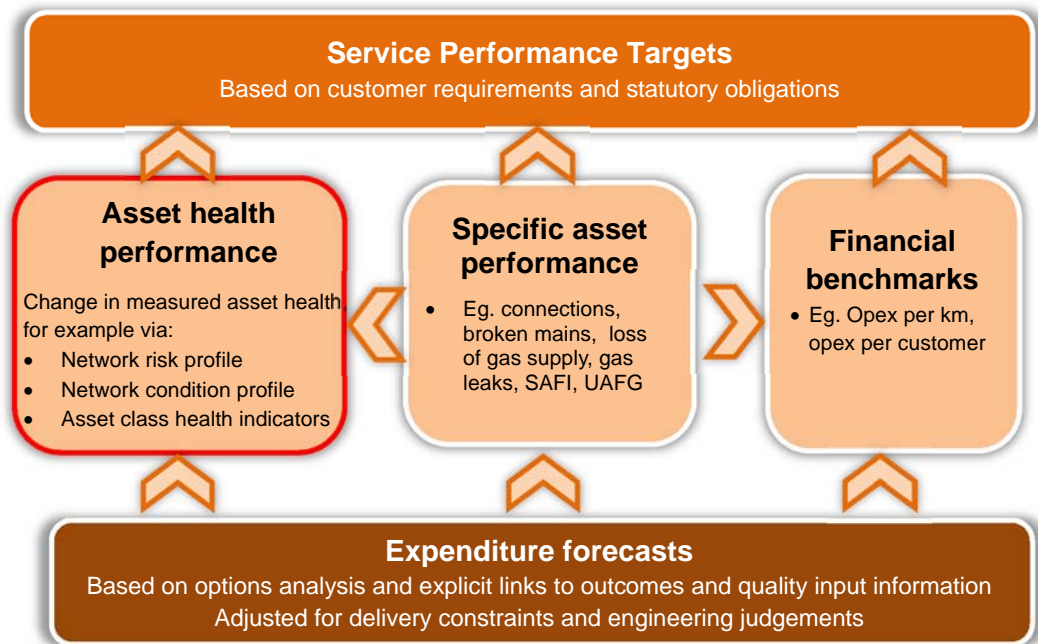 Service Performance Targets
Based on customer requirements and statutory obligations
Asset health
performance
Change in measured asset health,
for example via:
• Network risk profile
• Network condition profile
• Asset class health indicators
Specific asset
performance
• Eg. connections,
broken mains, loss
of gas supply, gas
leaks, SAFI, UAFG
Financial
benchmarks
• Eg. Opex per km,
opex per customer
Expenditure forecasts
Based on options analysis and explicit links to outcomes and quality input information
Adjusted for delivery constraints and engineering judgements